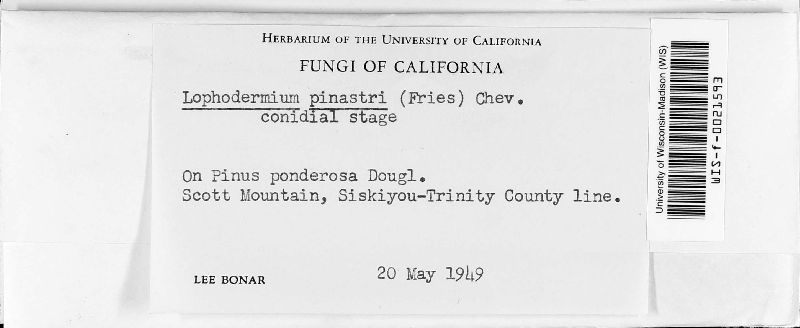 HERBARIUM OF THE UNIVERSITY OF CALIFORNIA
FUNGI OF CALIFORNIA
Lophodermium pinastri (Fries) Chev.
conidial stage
On Pinus ponderosa Dougl.
Scott Mountain, Siskiyou-Trinity County line.
LEE BONAR
20 May 1949
University of Wisconsin-Madison (WIS)
WIS-f-0021593